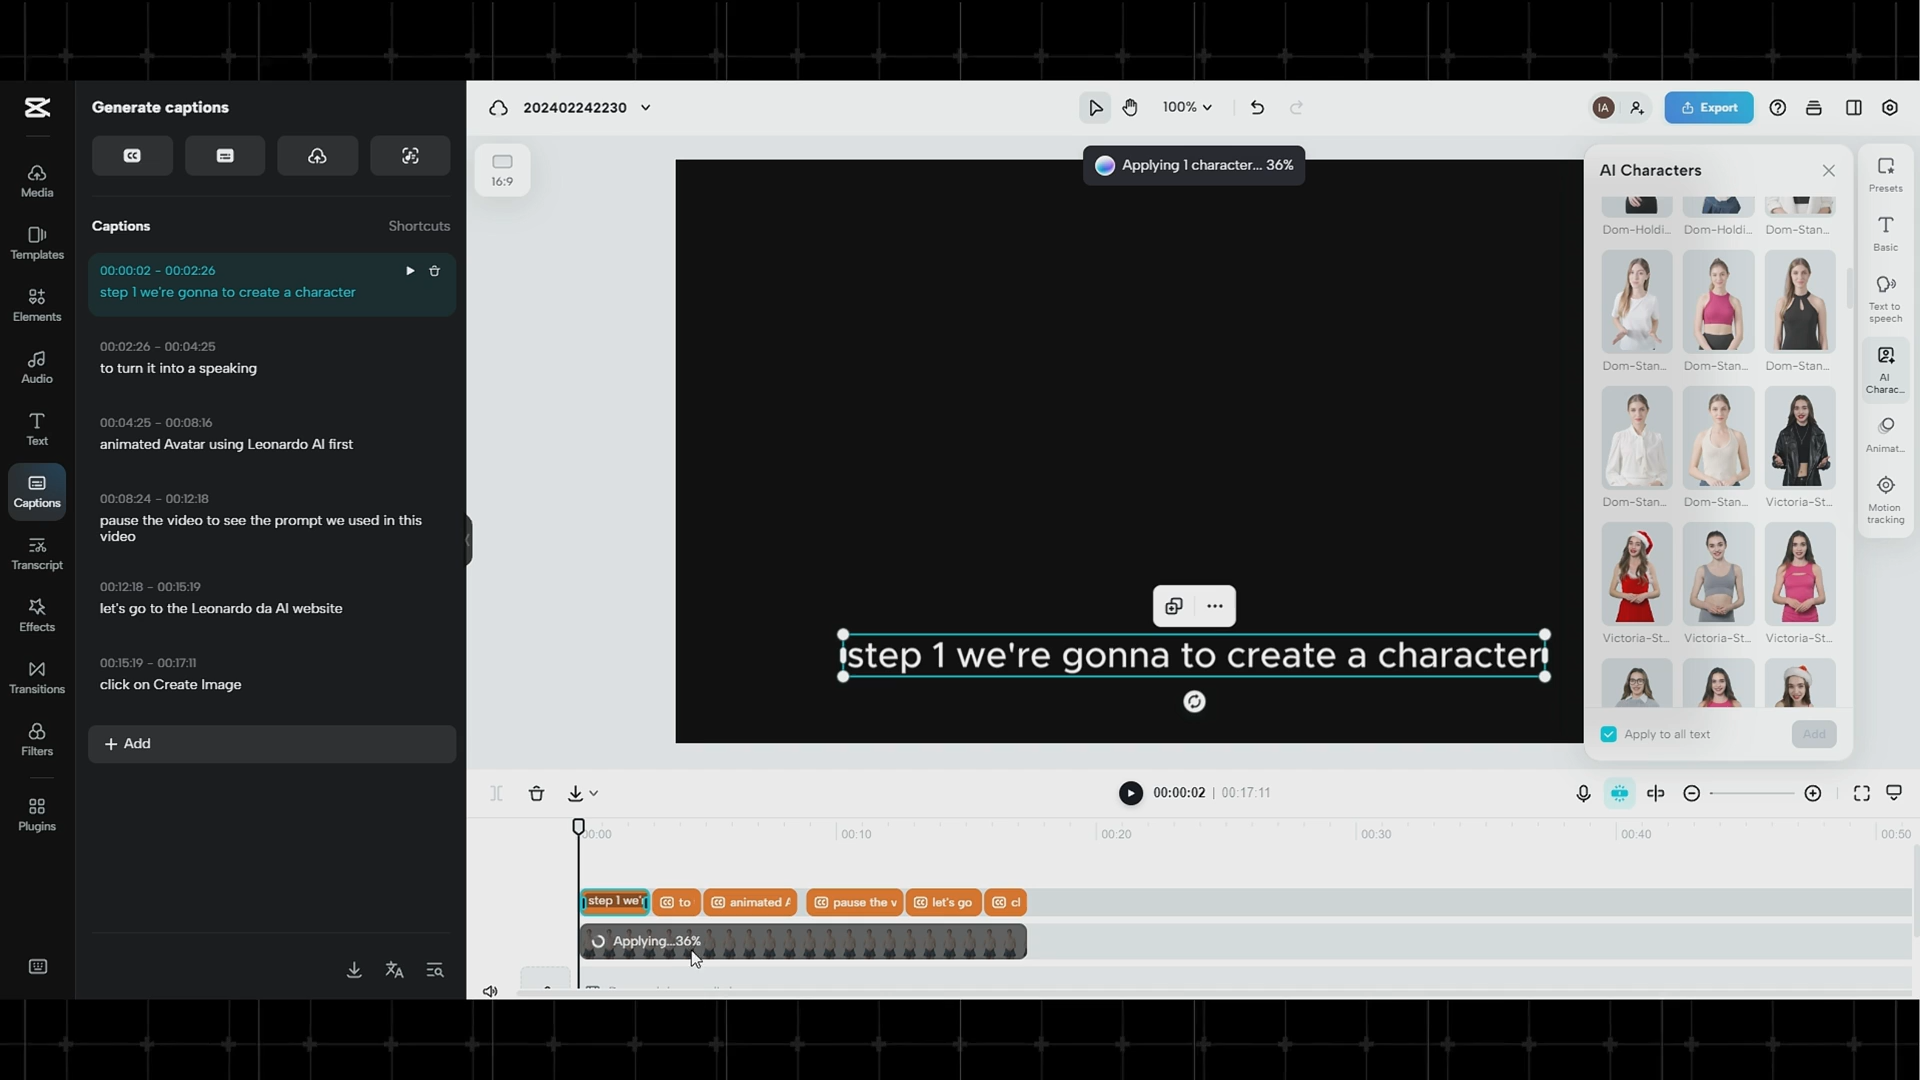 Generate captions
202402242230
100%
IA
Export
Media
Templates
Elements
Audio
Text
Captions
Transcript
Effects
Transitions
Filters
Plugins
Captions
Shortcuts
00:00:02 - 00:02:26
step 1 we're gonna to create a character
00:02:26 - 00:04:25
to turn it into a speaking
00:04:25 - 00:08:16
animated Avatar using Leonardo AI first
00:08:24 - 00:12:18
pause the video to see the prompt we used in this
video
00:12:18 - 00:15:19
let's go to the Leonardo da AI website
00:15:19 - 00:17:11
click on Create Image
+ Add
16:9
Applying 1 character... 36%
step 1 we're gonna to create a character
AI Characters
Dom-Holdi... Dom-Holdi... Dom-Stan...
Dom-Stan... Dom-Stan... Dom-Stan...
Dom-Stan... Dom-Stan... Victoria-St...
Victoria-St... Victoria-St... Victoria-St...
Apply to all text
Add
Presets
Basic
Text to
speech
AI
Charac...
Animat...
Motion
tracking
00:00:02 | 00:17:11
00:00 00:10 00:20 00:30 00:40 00:50
step 1 we'r
to
animated A
pause the v
let's go
cl
Applying...36%